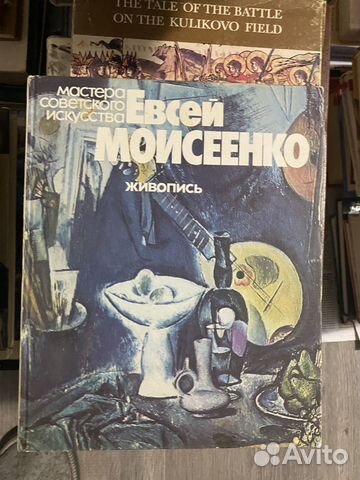 THE TALE OF THE BATTLE
ON THE KULIKOVO FIELD
мастера
советского
искусства
Евсей
МОИСЕЕНКО
живопись
Avito